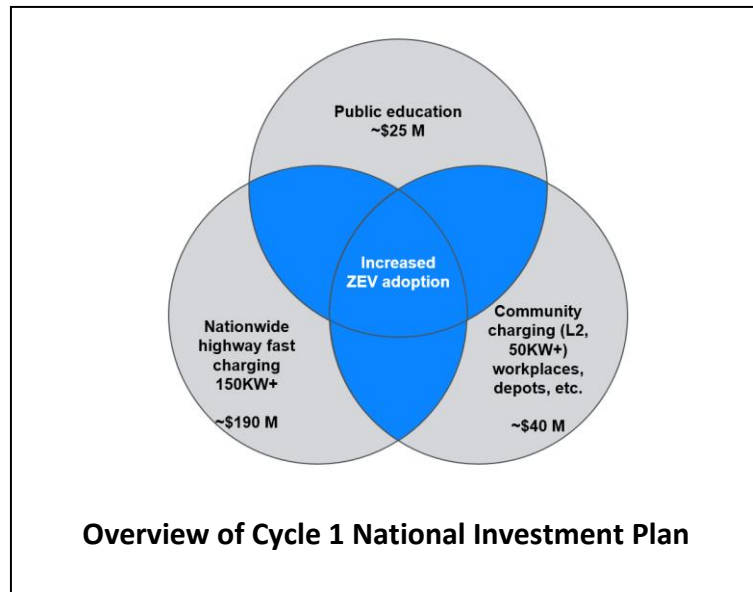 Public education
~$25 M
Increased
ZEV adoption
Nationwide
highway fast
charging
150KW+
~$190 M
Community
charging (L2,
50KW+)
workplaces,
depots, etc.
~$40 M
Overview of Cycle 1 National Investment Plan